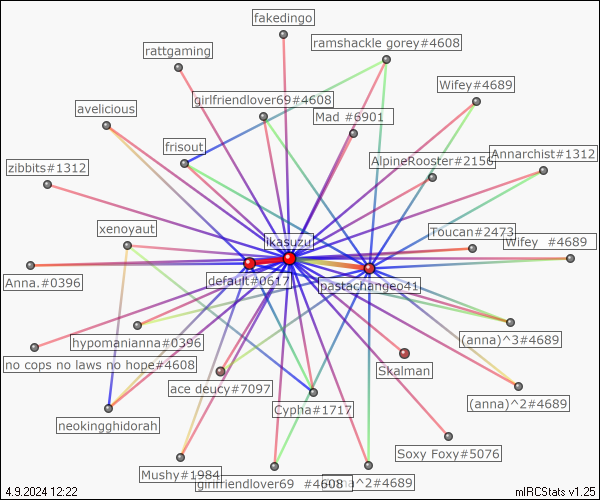 fakedingo
ramshackle gorey#4608
rattgaming
Wifey#4689
girlfriendlover69#4608
avelicious
Mad #6901
frisout
AlpineRooster#2150
Annarchist#1312
zibbits#1312
xenoyaut
Toucan#2473
ikasuzu
Wifey #4689
Anna.#0396
default#0617
pastachangeo41
hypomanianna#0396
(anna)^3#4689
no cops no laws no hope#4608
Skalman
ace deucy#7097
(anna)^2#4689
Cypha#1717
neokingghidorah
Soxy Foxy#5076
Mushy#1984
girlfriendlover69 #4608
^2#4689
4.9.2024 12:22
mIRCStats v1.25